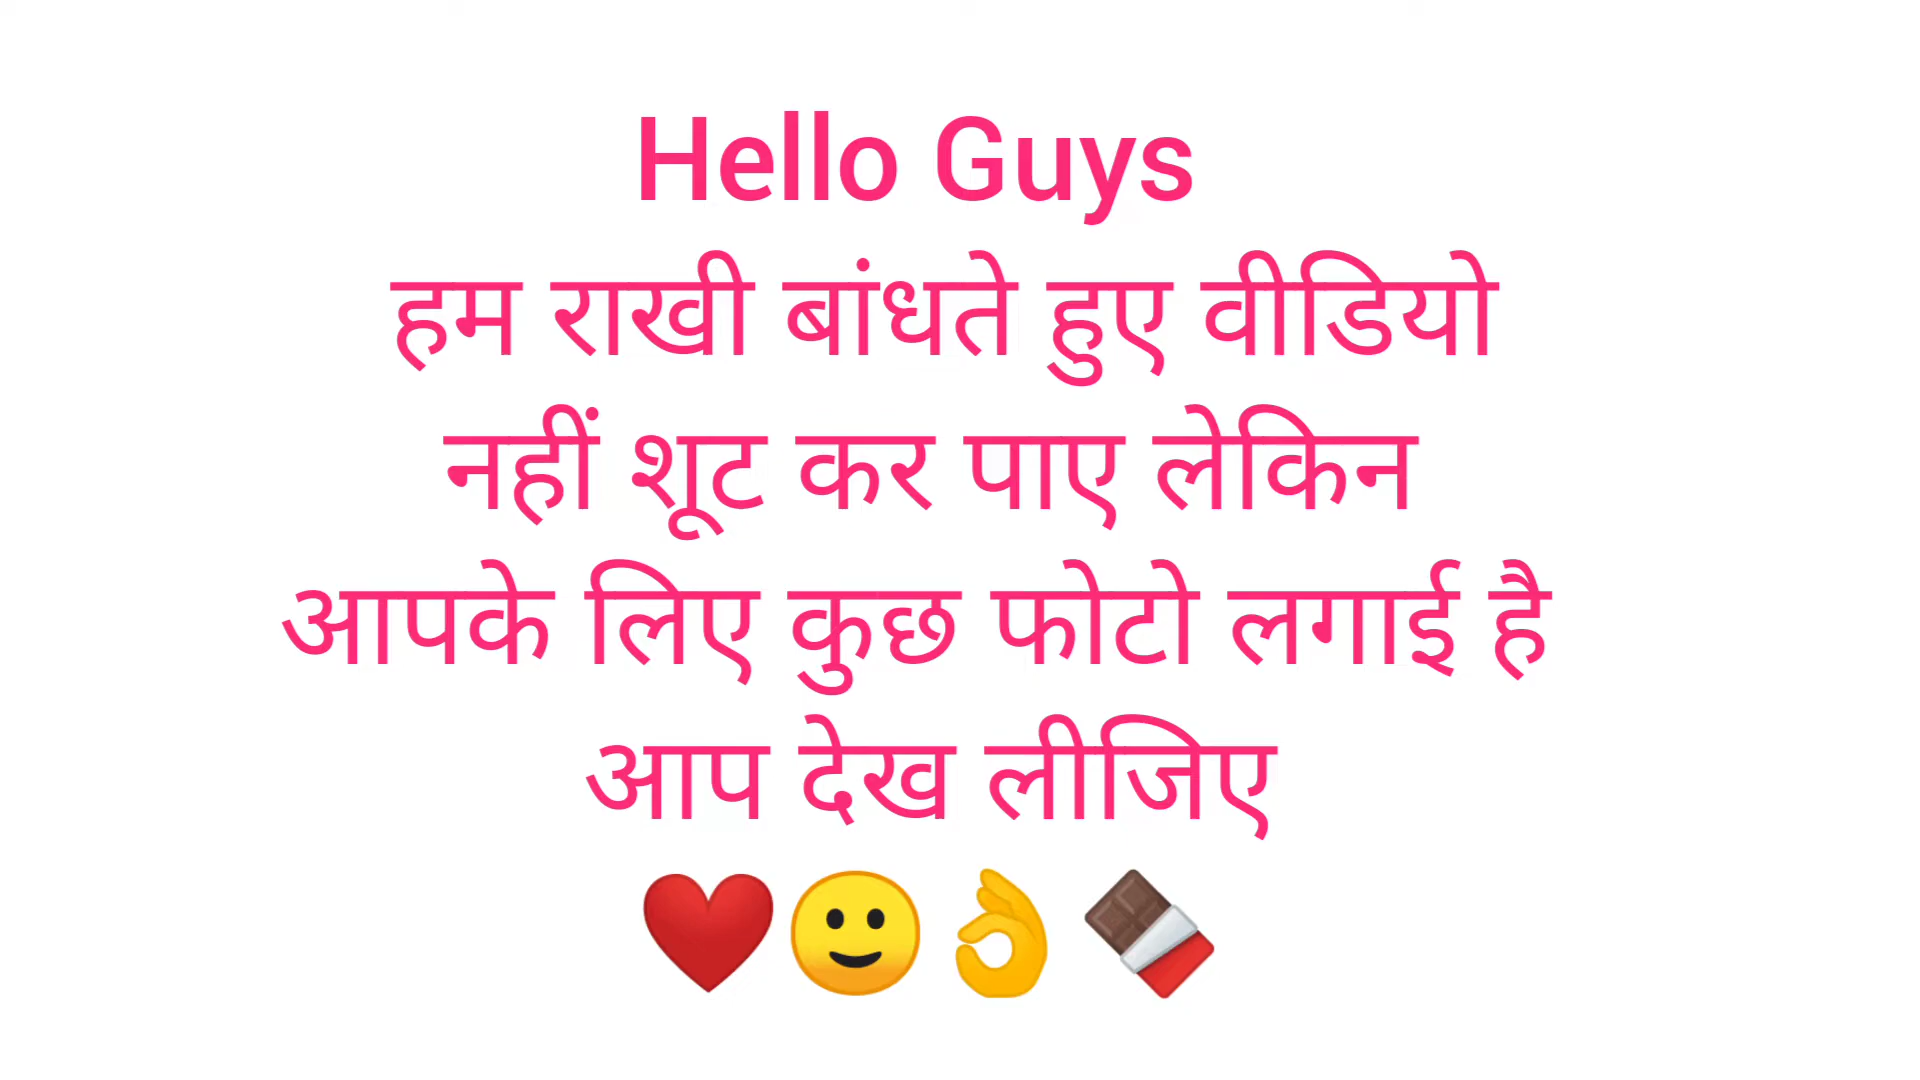 Hello Guys
हम राखी बांधते हुए वीडियो
नहीं शूट कर पाए लेकिन
आपके लिए कुछ फोटो लगाई है
आप देख लीजिए
❤️🙂👌🍫